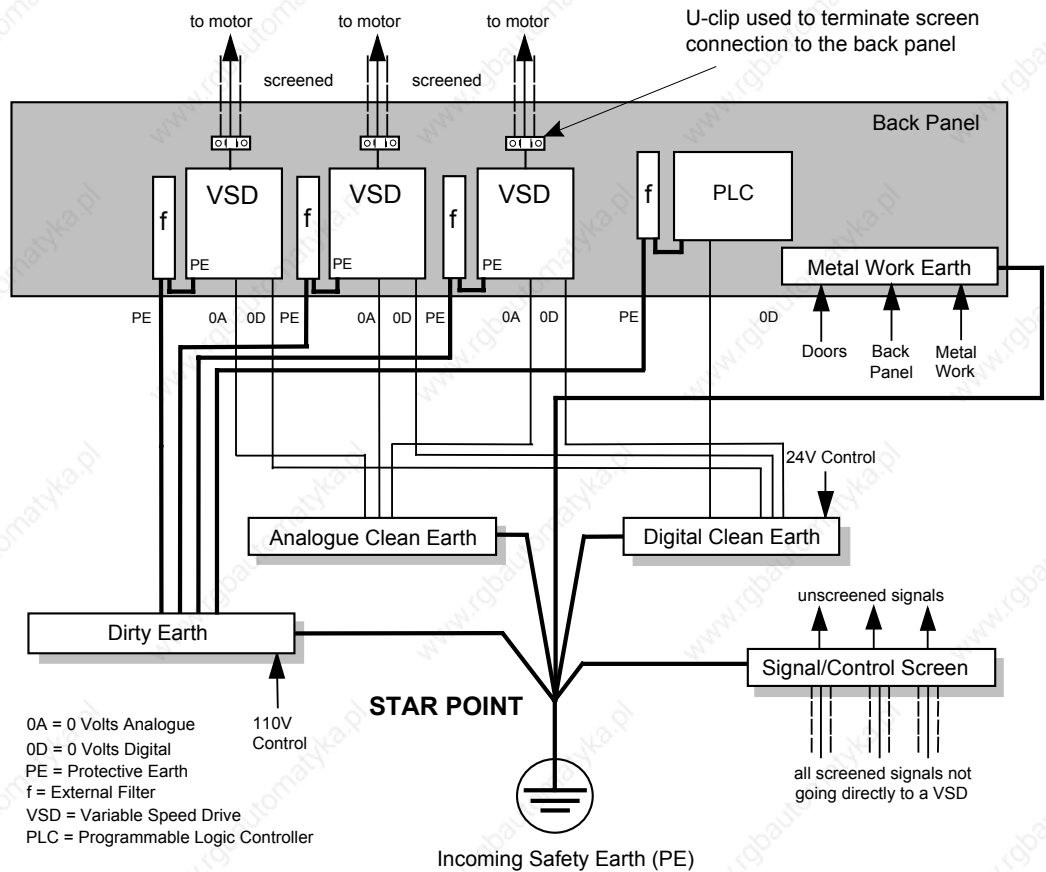 to motor
to motor
to motor
U-clip used to terminate screen
connection to the back panel
screened
screened
Back Panel
VSD
VSD
VSD
PLC
f
f
f
f
PE
PE
PE
Metal Work Earth
PE
0A
0D
PE
0A
0D
PE
0A
0D
PE
0D
Doors
Back
Panel
Metal
Work
24V Control
Analogue Clean Earth
Digital Clean Earth
unscreened signals
Dirty Earth
Signal/Control Screen
STAR POINT
110V
Control
0A = 0 Volts Analogue
0D = 0 Volts Digital
PE = Protective Earth
f = External Filter
VSD = Variable Speed Drive
PLC = Programmable Logic Controller
all screened signals not
going directly to a VSD
Incoming Safety Earth (PE)
www.rgbautomatyka.pl